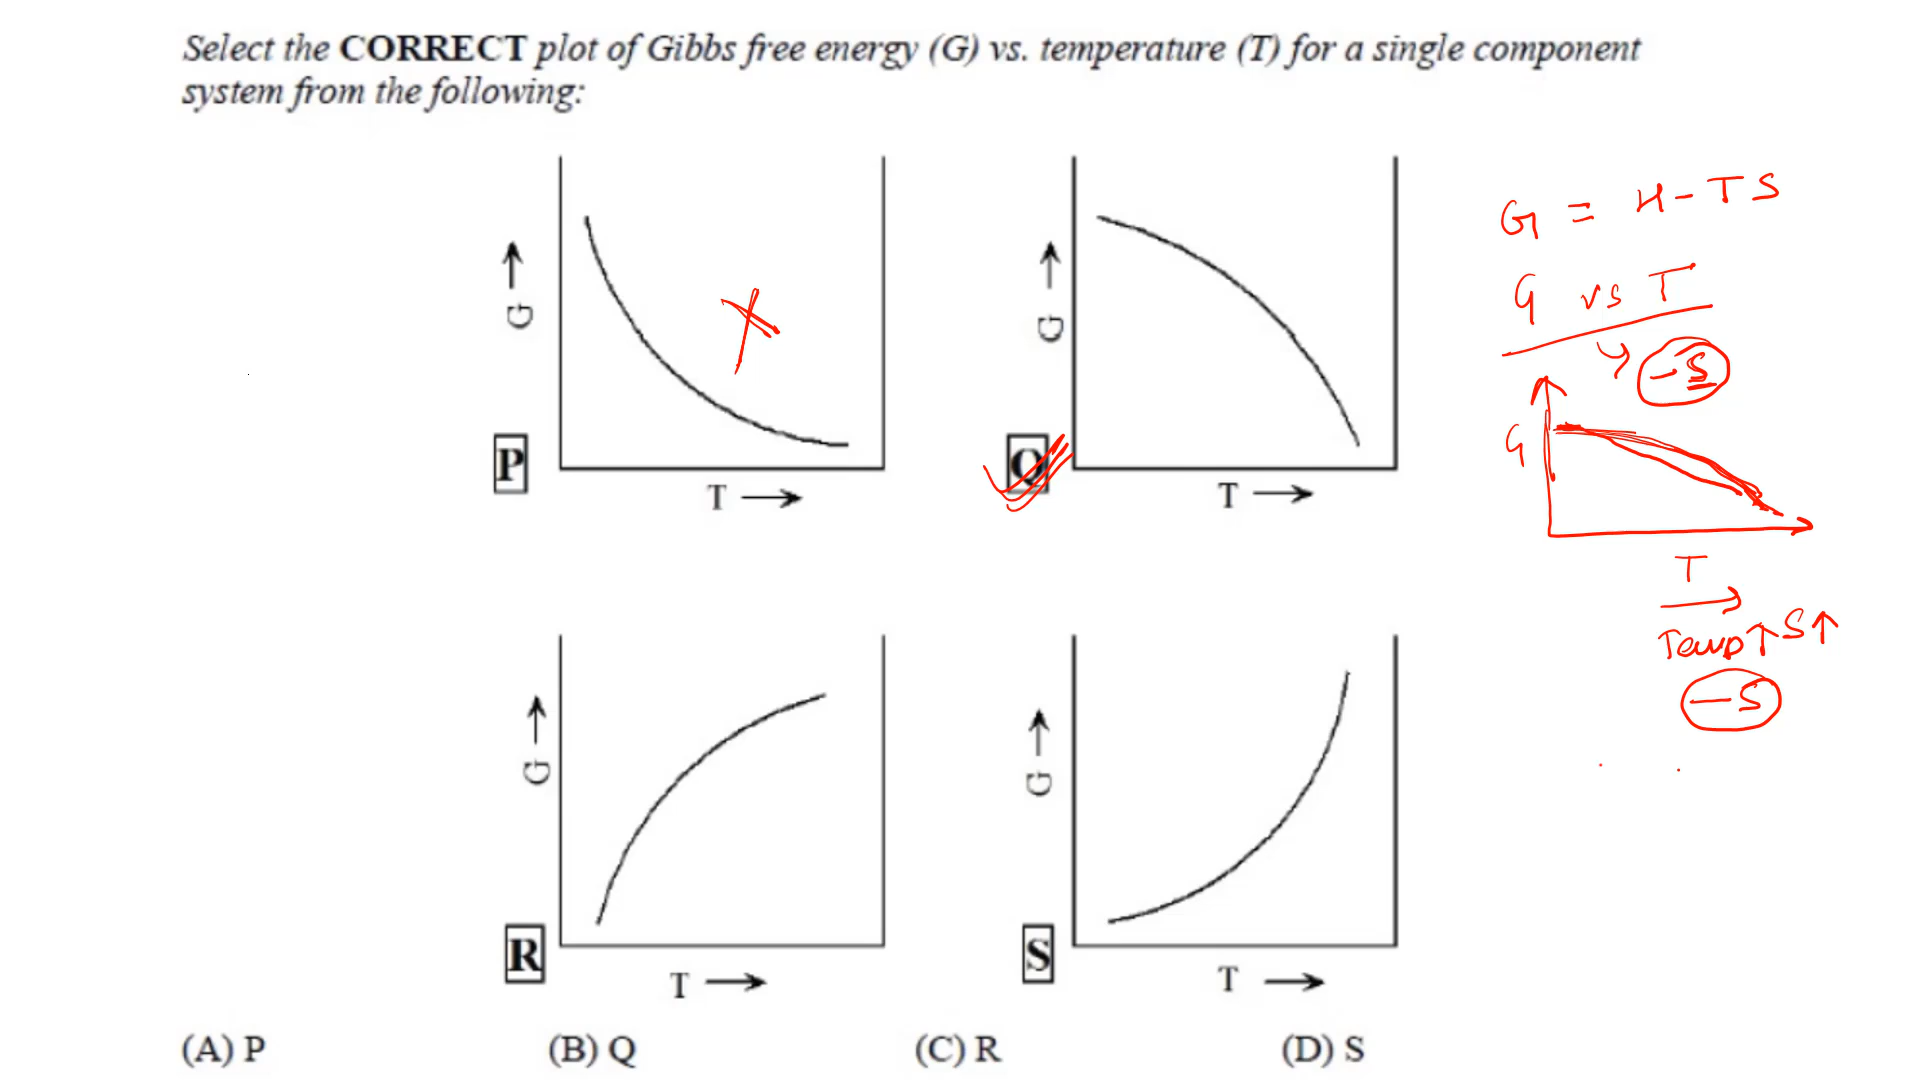 Select the CORRECT plot of Gibbs free energy (G) vs. temperature (T) for a single component
system from the following:
G
P
T
G
Q
T
G = H - TS
G vs T
-S
G
T
Temp↑ S↑
-S
G
R
T
G
S
T
(A) P
(B) Q
(C) R
(D) S